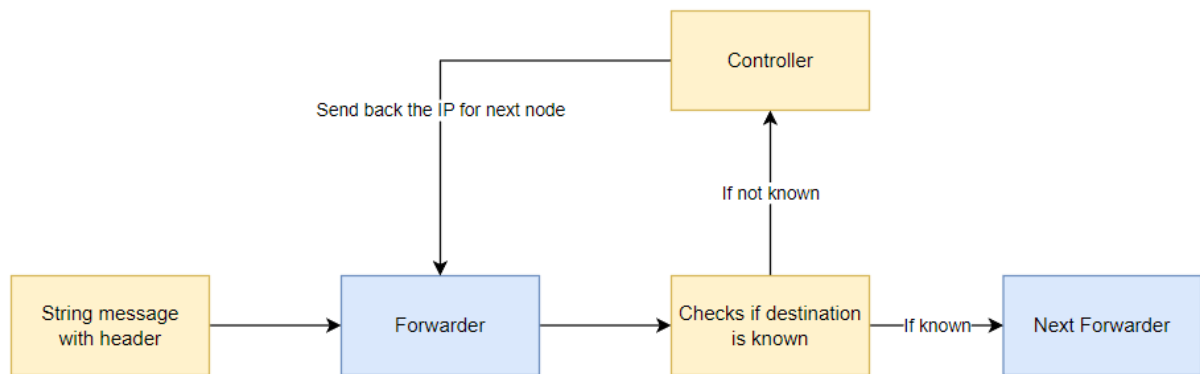 Controller
Send back the IP for next node
If not known
String message
with header
Forwarder
Checks if destination
is known
If known
Next Forwarder